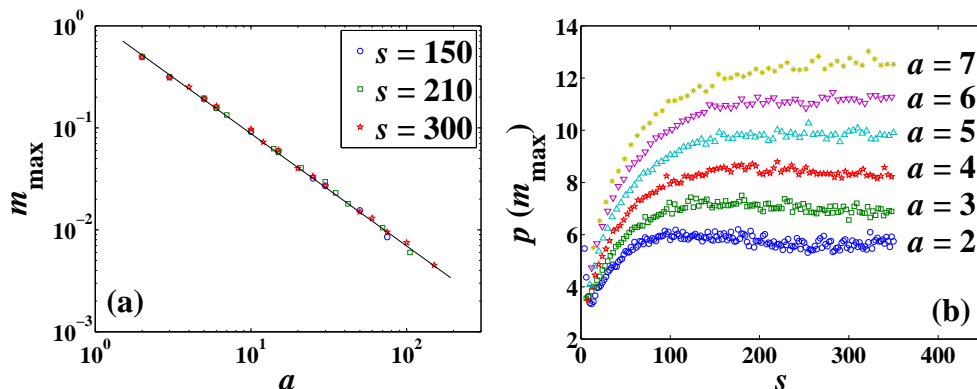 10^0
10^-1
10^-2
10^-3
10^0
10^1
10^2
m_max
a
s = 150
s = 210
s = 300
(a)
14
12
10
8
6
4
2
0
100
200
300
400
p (m_max)
s
a = 7
a = 6
a = 5
a = 4
a = 3
a = 2
(b)